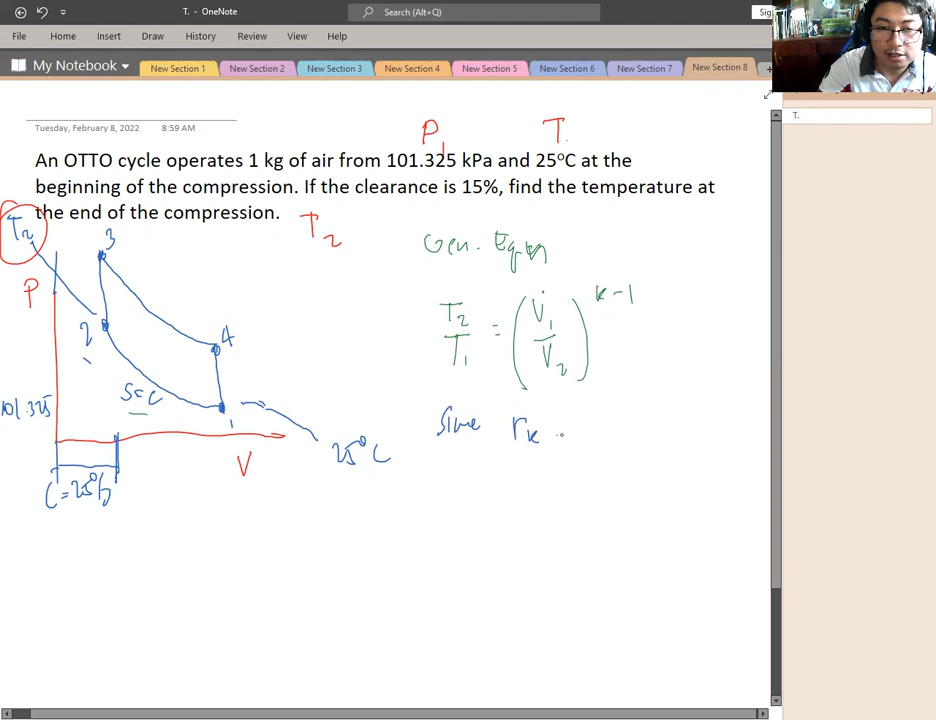 T. - OneNote
Search (Alt+Q)
File Home Insert Draw History Review View Help
My Notebook
New Section 1 New Section 2 New Section 3 New Section 4 New Section 5 New Section 6 New Section 7 New Section 8
T.
Tuesday, February 8, 2022 8:59 AM
P1 T.
An OTTO cycle operates 1 kg of air from 101.325 kPa and 25°C at the
beginning of the compression. If the clearance is 15%, find the temperature at
the end of the compression.
T2
T2
3
Gen. Eqn
P
T2/T1 = (V1/V2)^k-1
2
4
S=C
101.325
1
Since rk
25°C
V
C=25%